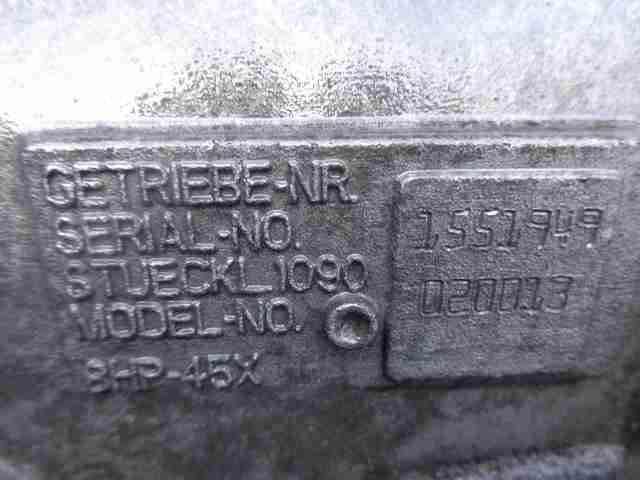 GETRIEBE-NR.
SERIAL-NO.
STUECKL.1090
MODEL-NO.
8HP-45X
1551949
020013